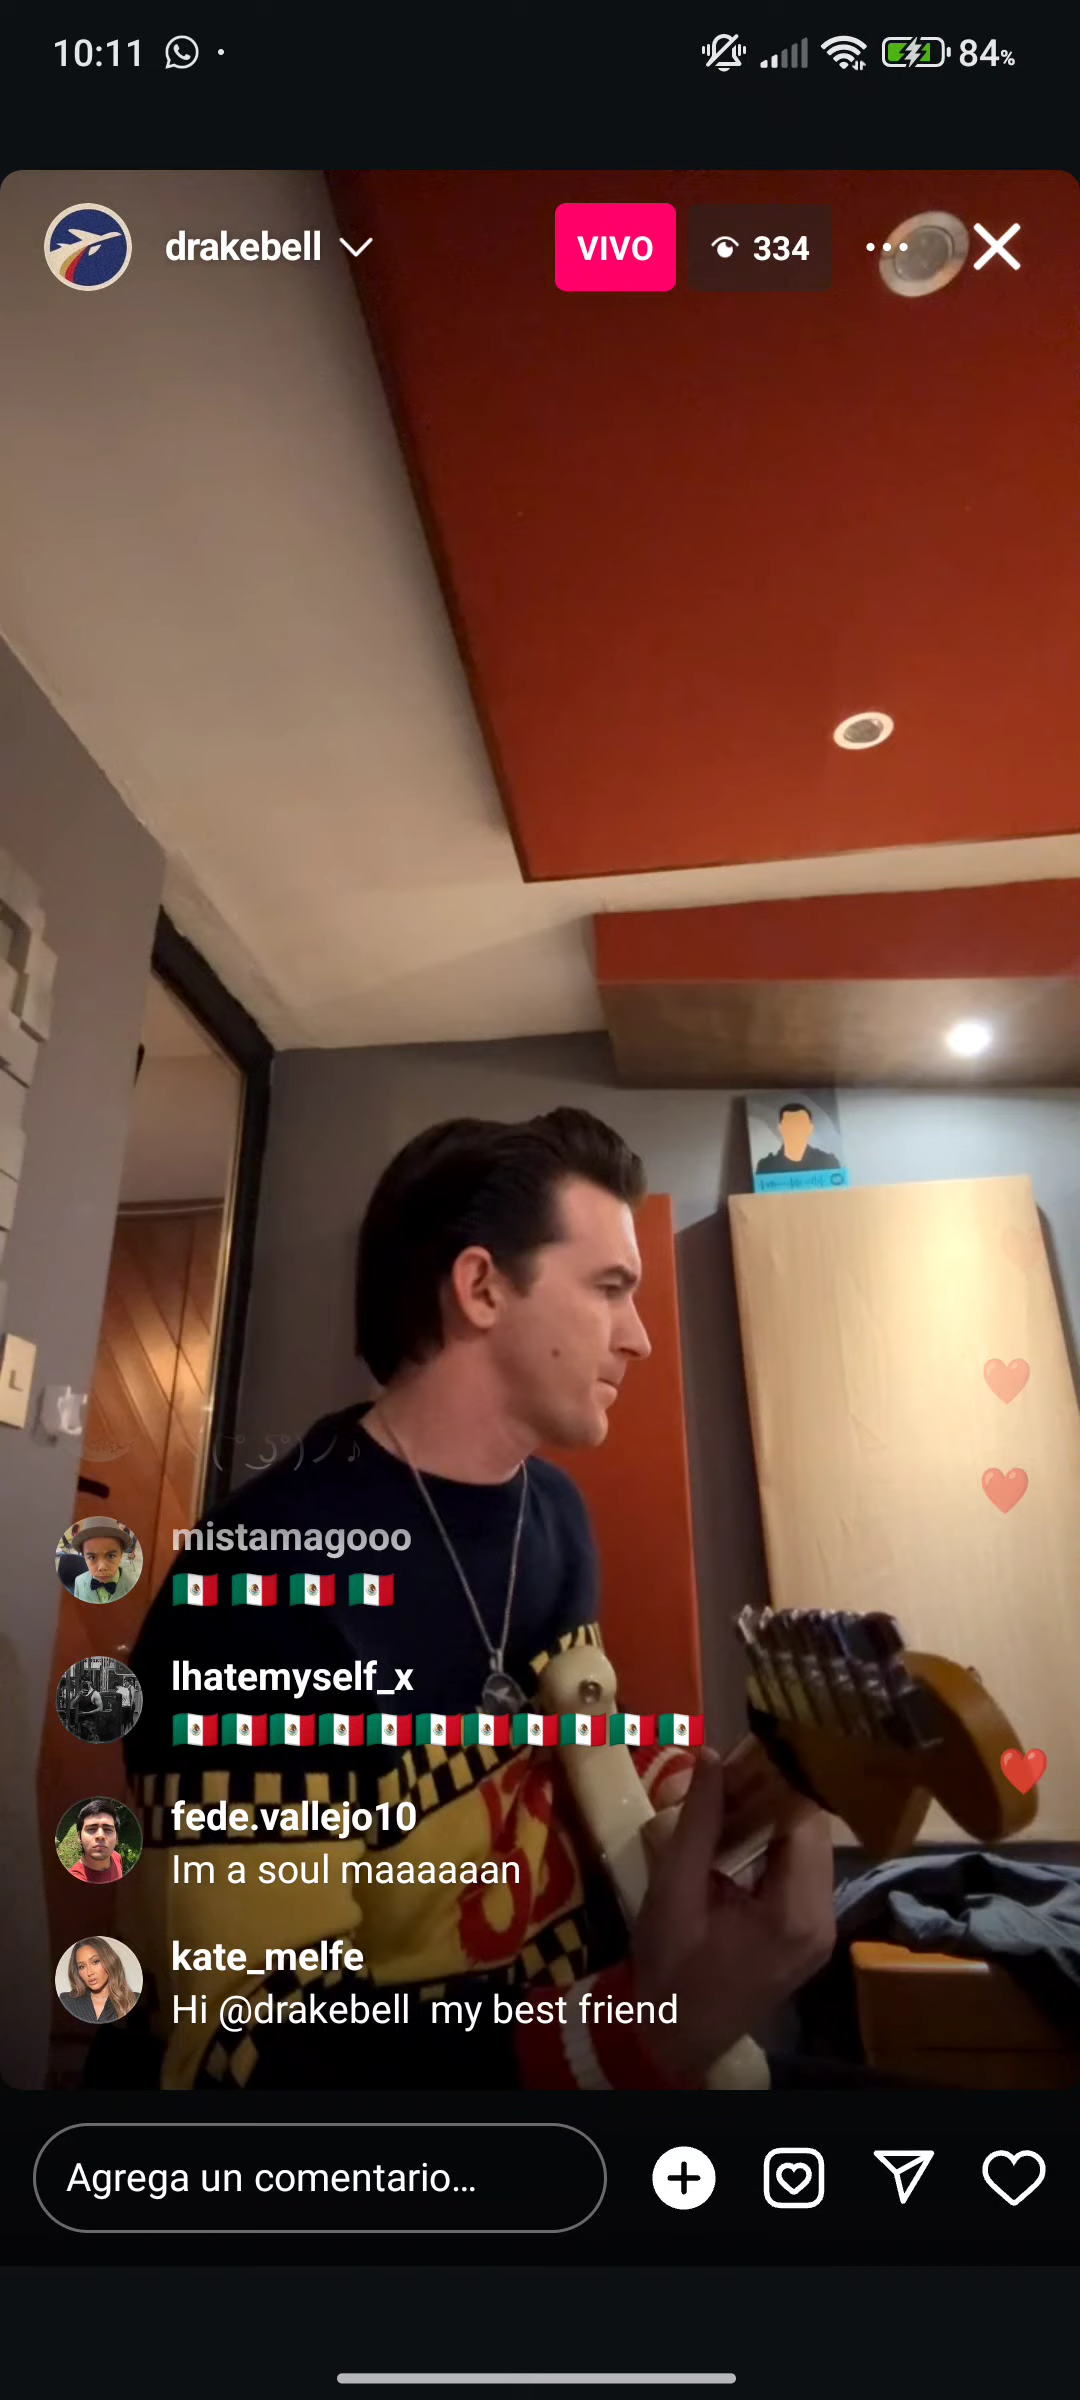 10:11
84%
drakebell
VIVO
334
mistamagooo
🇲🇽 🇲🇽 🇲🇽 🇲🇽
lhatemyself_x
🇲🇽🇲🇽🇲🇽🇲🇽🇲🇽🇲🇽🇲🇽🇲🇽🇲🇽🇲🇽🇲🇽
fede.vallejo10
Im a soul maaaaaan
kate_melfe
Hi @drakebell my best friend
Agrega un comentario...